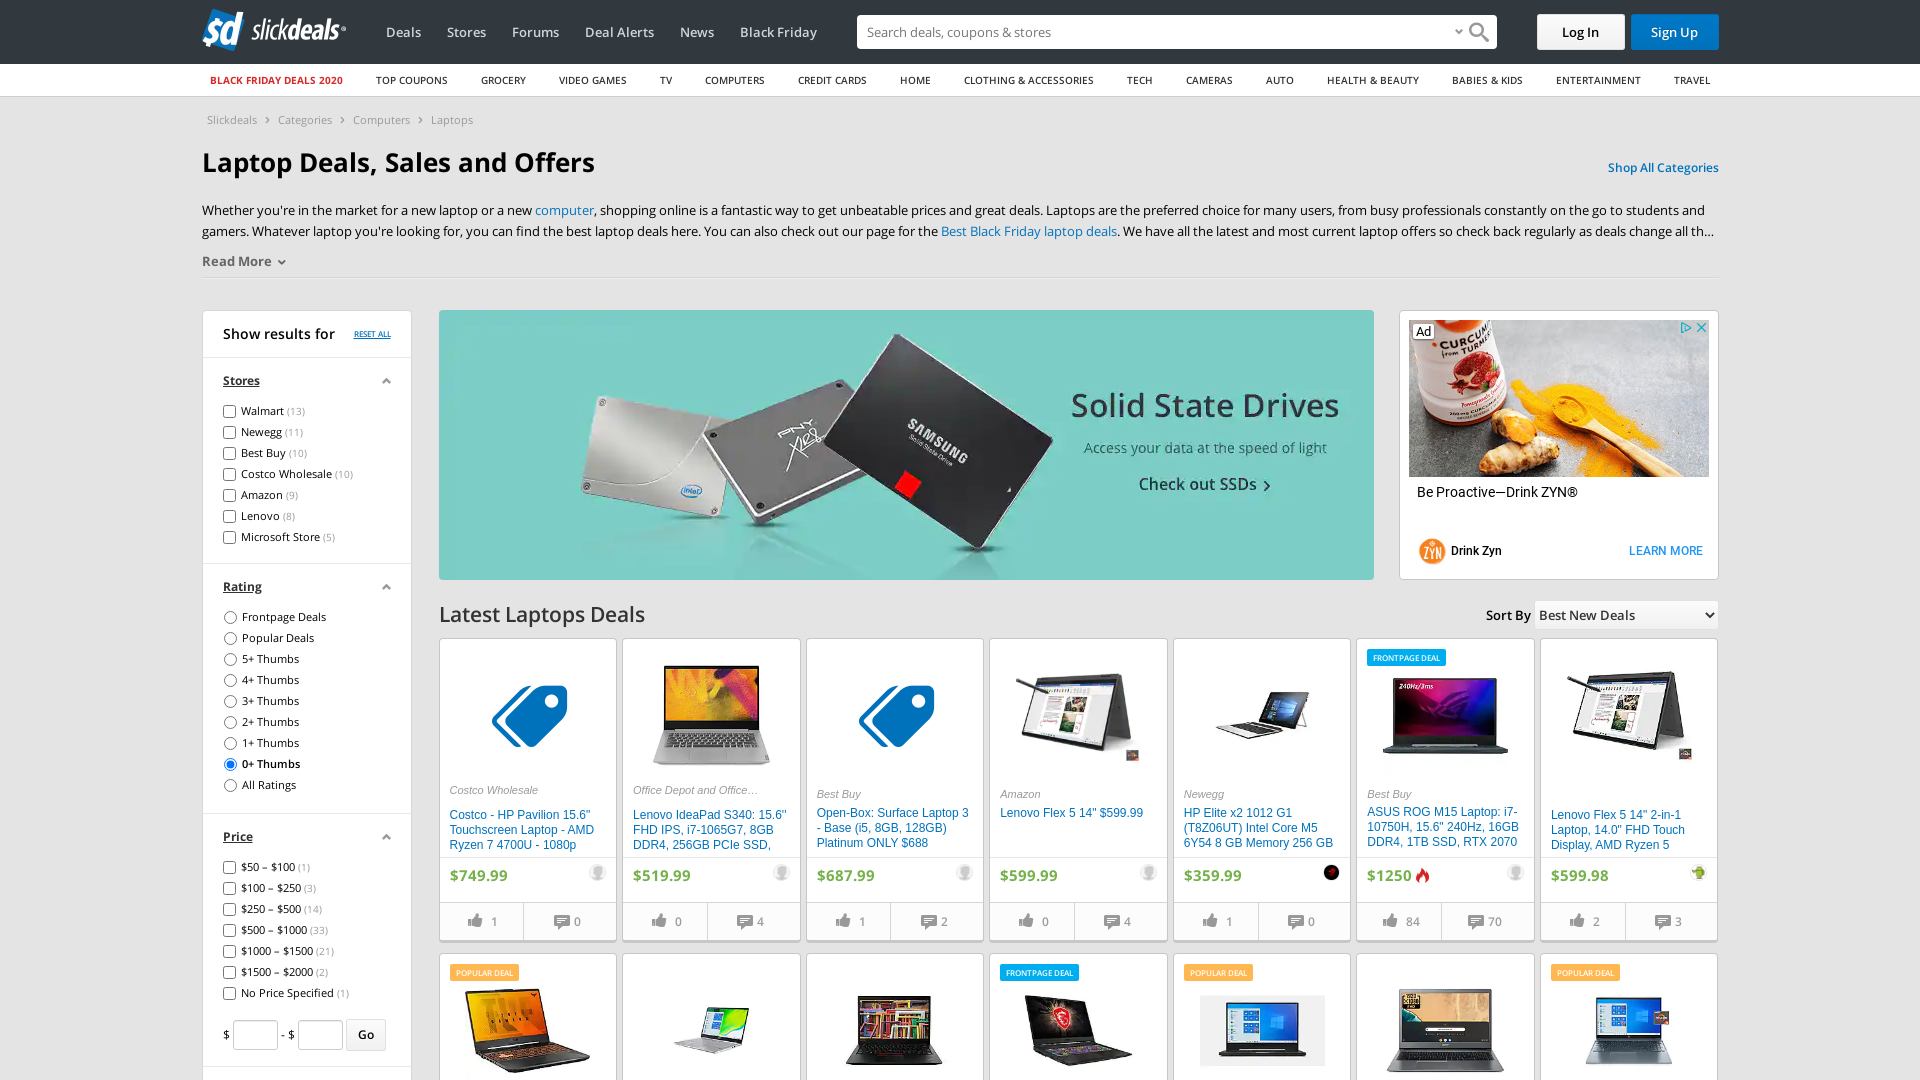 sd slickdeals
Deals
Stores
Forums
Deal Alerts
News
Black Friday
Search deals, coupons & stores
Log In
Sign Up
BLACK FRIDAY DEALS 2020
TOP COUPONS
GROCERY
VIDEO GAMES
TV
COMPUTERS
CREDIT CARDS
HOME
CLOTHING & ACCESSORIES
TECH
CAMERAS
AUTO
HEALTH & BEAUTY
BABIES & KIDS
ENTERTAINMENT
TRAVEL
Slickdeals > Categories > Computers > Laptops
Laptop Deals, Sales and Offers
Shop All Categories
Whether you're in the market for a new laptop or a new computer, shopping online is a fantastic way to get unbeatable prices and great deals. Laptops are the preferred choice for many users, from busy professionals constantly on the go to students and
gamers. Whatever laptop you're looking for, you can find the best laptop deals here. You can also check out our page for the Best Black Friday laptop deals. We have all the latest and most current laptop offers so check back regularly as deals change all th…
Read More
Show results for
RESET ALL
Stores
Walmart (13)
Newegg (11)
Best Buy (10)
Costco Wholesale (10)
Amazon (9)
Lenovo (8)
Microsoft Store (5)
Rating
Frontpage Deals
Popular Deals
5+ Thumbs
4+ Thumbs
3+ Thumbs
2+ Thumbs
1+ Thumbs
0+ Thumbs
All Ratings
Price
$50 – $100 (1)
$100 – $250 (3)
$250 – $500 (14)
$500 – $1000 (33)
$1000 – $1500 (21)
$1500 – $2000 (2)
No Price Specified (1)
$ - $ Go
intel
PNY
XLR8
SAMSUNG
Solid State Drive
Solid State Drives
Access your data at the speed of light
Check out SSDs >
Ad
CURCUMIN
from TURMERIC
Be Proactive—Drink ZYN®
ZYN
Drink Zyn
LEARN MORE
Latest Laptops Deals
Sort By Best New Deals
Costco Wholesale
Costco - HP Pavilion 15.6"
Touchscreen Laptop - AMD
Ryzen 7 4700U - 1080p
$749.99
1
0
Office Depot and Office…
Lenovo IdeaPad S340: 15.6''
FHD IPS, i7-1065G7, 8GB
DDR4, 256GB PCIe SSD,
$519.99
0
4
Best Buy
Open-Box: Surface Laptop 3
- Base (i5, 8GB, 128GB)
Platinum ONLY $688
$687.99
1
2
Amazon
Lenovo Flex 5 14" $599.99
$599.99
0
4
Newegg
HP Elite x2 1012 G1
(T8Z06UT) Intel Core M5
6Y54 8 GB Memory 256 GB
$359.99
1
0
FRONTPAGE DEAL
240Hz/3ms
Best Buy
ASUS ROG M15 Laptop: i7-
10750H, 15.6" 240Hz, 16GB
DDR4, 1TB SSD, RTX 2070
$1250
84
70
Lenovo Flex 5 14" 2-in-1
Laptop, 14.0" FHD Touch
Display, AMD Ryzen 5
$599.98
2
3
POPULAR DEAL
FRONTPAGE DEAL
POPULAR DEAL
POPULAR DEAL